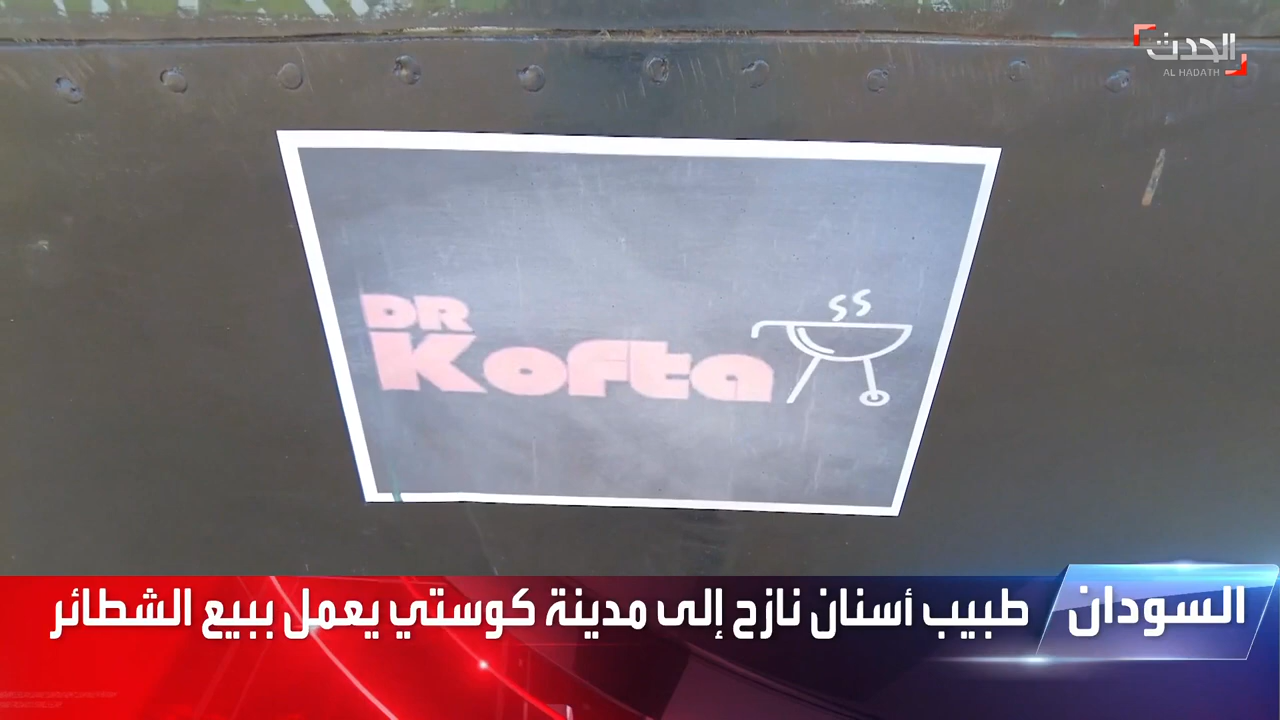 الحدث
AL HADATH
DR
Kofta
السودان
طبيب أسنان نازح إلى مدينة كوستي يعمل ببيع الشطائر